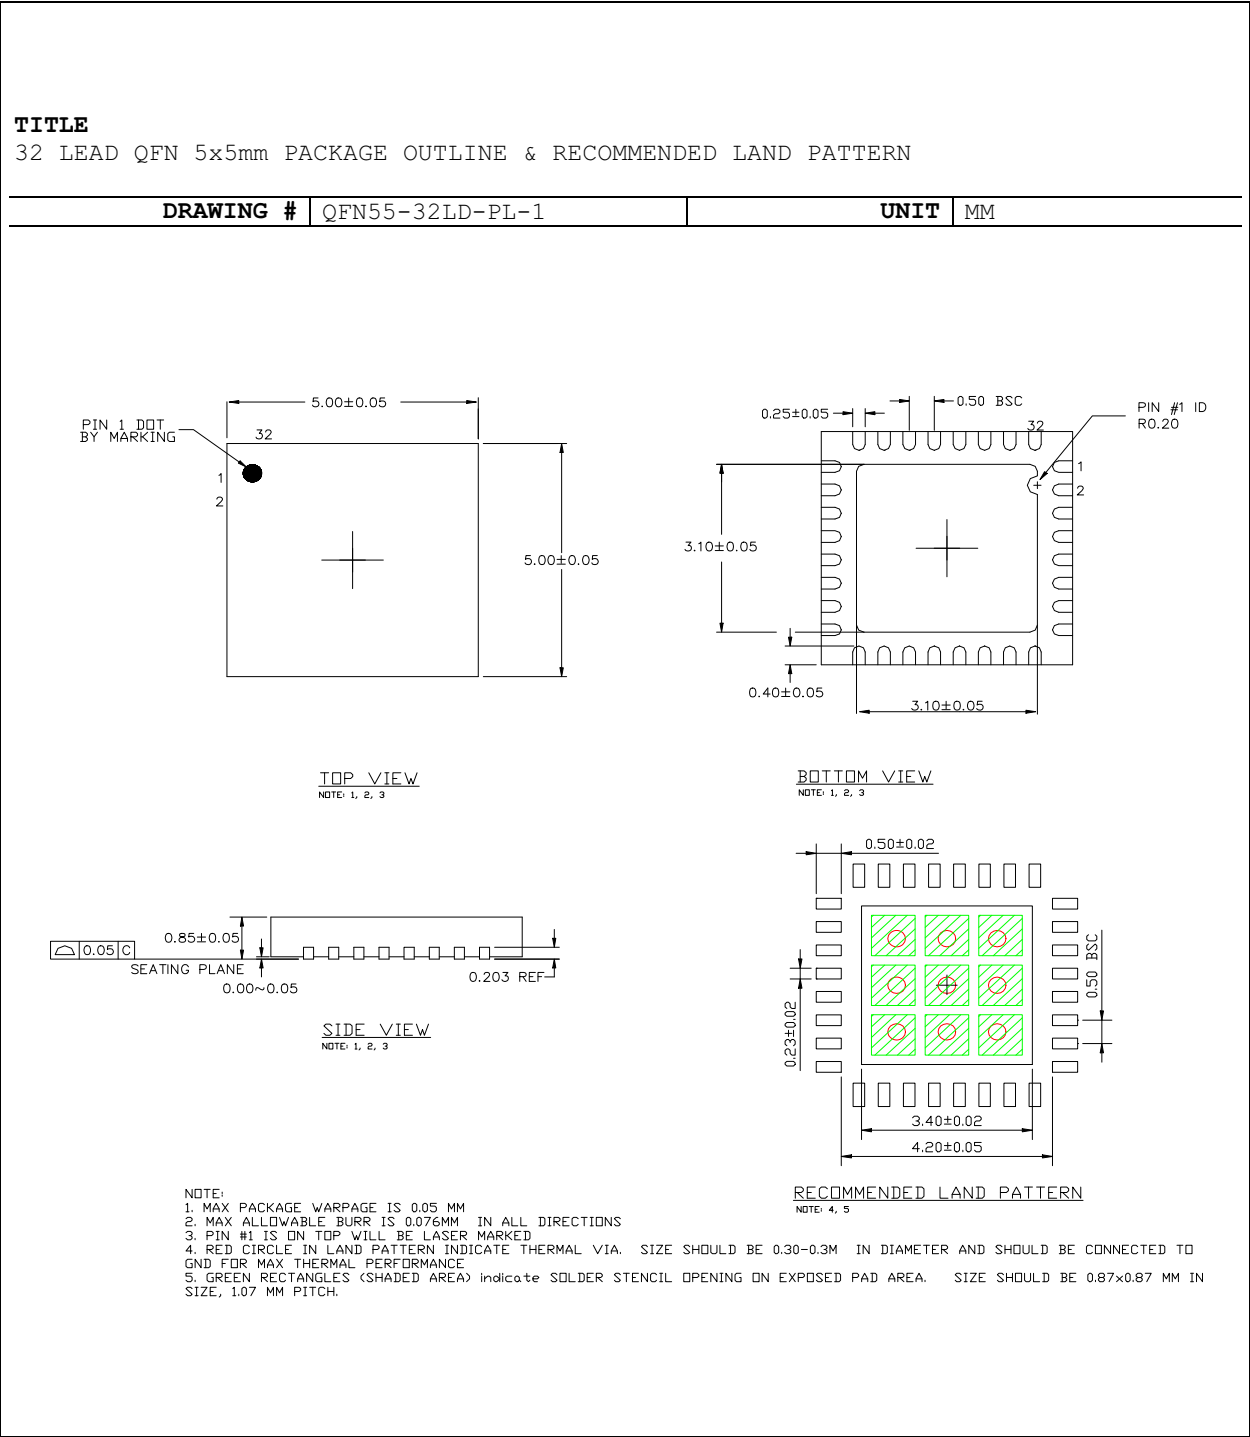 TITLE
32 LEAD QFN 5x5mm PACKAGE OUTLINE & RECOMMENDED LAND PATTERN
DRAWING # QFN55-32LD-PL-1 UNIT MM
5.00±0.05
PIN 1 DOT
BY MARKING
32
1
2
5.00±0.05
TOP VIEW
NOTE: 1, 2, 3
0.25±0.05
0.50 BSC
PIN #1 ID
R0.20
32
1
2
3.10±0.05
0.40±0.05
3.10±0.05
BOTTOM VIEW
NOTE: 1, 2, 3
0.85±0.05
0.05 C
SEATING PLANE
0.00~0.05
0.203 REF
SIDE VIEW
NOTE: 1, 2, 3
0.50±0.02
0.50 BSC
0.23±0.02
3.40±0.02
4.20±0.05
RECOMMENDED LAND PATTERN
NOTE: 4, 5
NOTE:
1. MAX PACKAGE WARPAGE IS 0.05 MM
2. MAX ALLOWABLE BURR IS 0.076MM IN ALL DIRECTIONS
3. PIN #1 IS ON TOP WILL BE LASER MARKED
4. RED CIRCLE IN LAND PATTERN INDICATE THERMAL VIA. SIZE SHOULD BE 0.30-0.3M IN DIAMETER AND SHOULD BE CONNECTED TO
GND FOR MAX THERMAL PERFORMANCE
5. GREEN RECTANGLES (SHADED AREA) indicate SOLDER STENCIL OPENING ON EXPOSED PAD AREA. SIZE SHOULD BE 0.87x0.87 MM IN
SIZE, 1.07 MM PITCH.